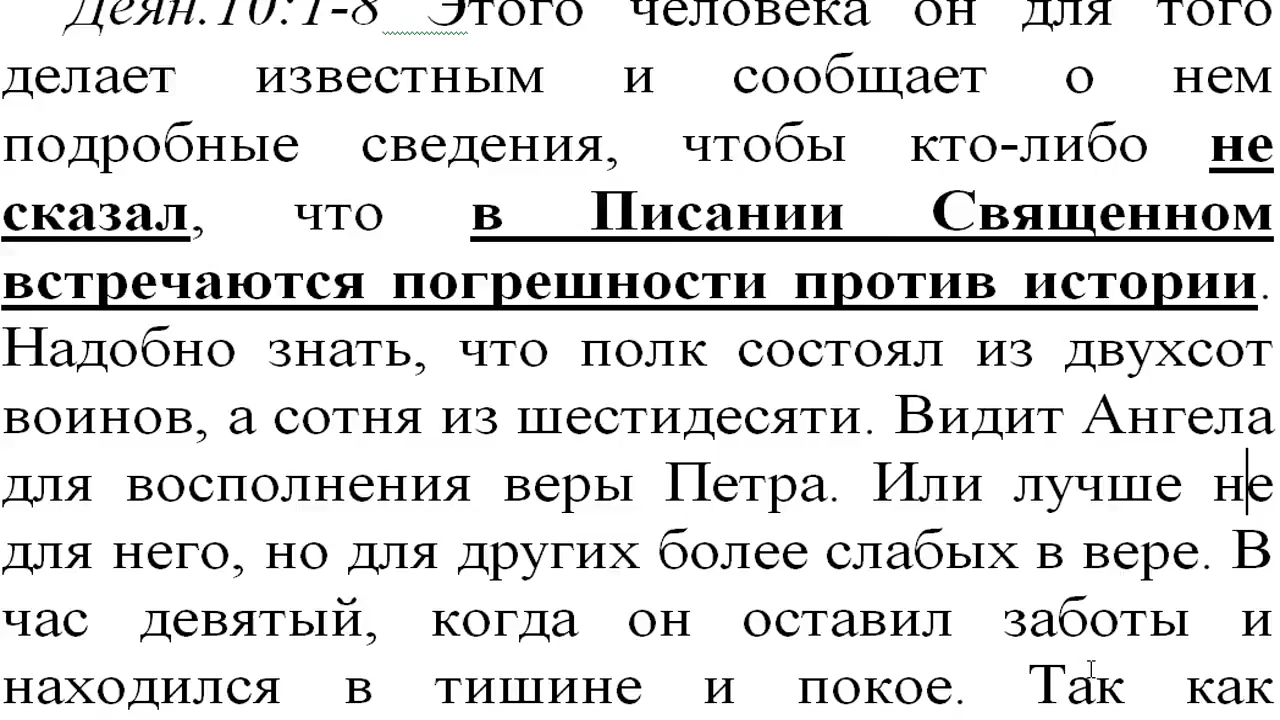 Деян.10:1-8 Этого человека он для того
делает известным и сообщает о нем
подробные сведения, чтобы кто-либо не
сказал, что в Писании Священном
встречаются погрешности против истории.
Надобно знать, что полк состоял из двухсот
воинов, а сотня из шестидесяти. Видит Ангела
для восполнения веры Петра. Или лучше не
для него, но для других более слабых в вере. В
час девятый, когда он оставил заботы и
находился в тишине и покое. Так как